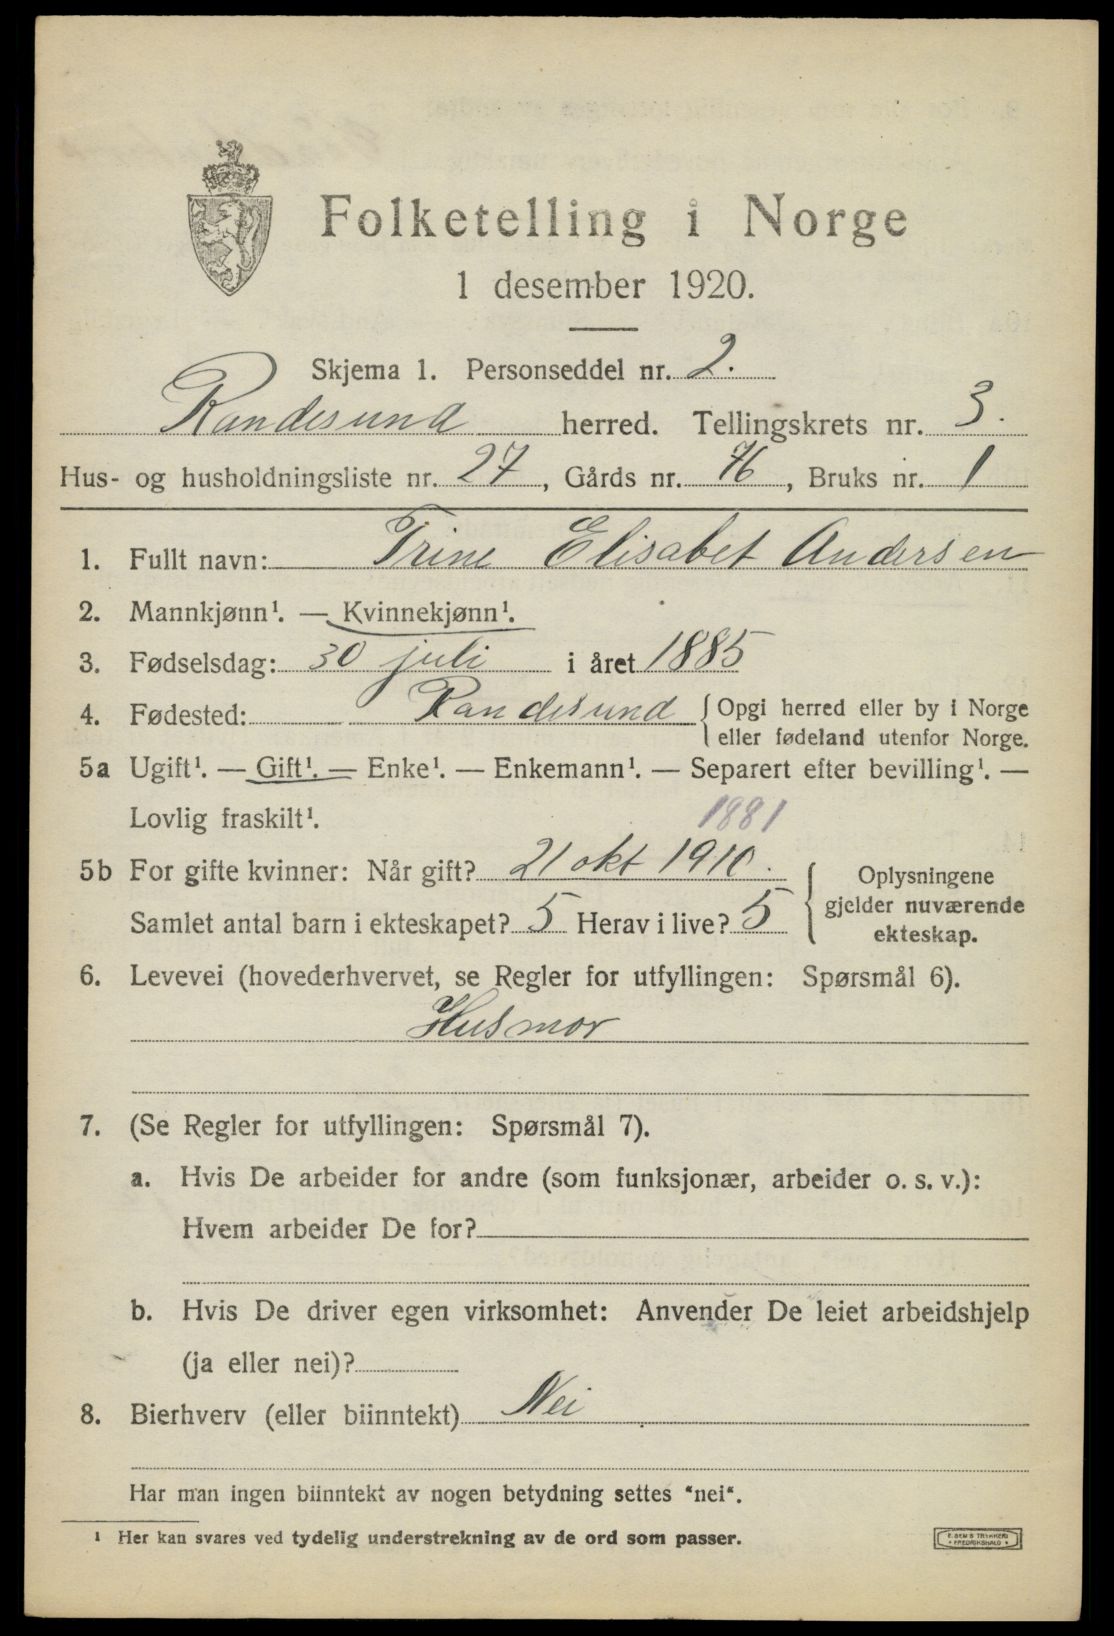 Folketelling i Norge
1 desember 1920.
Skjema 1. Personseddel nr. 2.
Randesund herred. Tellingskrets nr. 3.
Hus- og husholdningsliste nr. 27, Gårds nr. 76, Bruks nr. 1
1. Fullt navn: Trine Elisabet Andersen
2. Mannkjønn¹. — Kvinnekjønn¹.
3. Fødselsdag: 30 juli i året 1885
4. Fødested: Randesund { Opgi herred eller by i Norge
eller fødeland utenfor Norge.
5a Ugift¹. — Gift¹. — Enke¹. — Enkemann¹. — Separert efter bevilling¹. —
Lovlig fraskilt¹.
1881
5b For gifte kvinner: Når gift? 21 okt 1910. { Oplysningene
gjelder nuværende
ekteskap.
Samlet antal barn i ekteskapet? 5 Herav i live? 5
6. Levevei (hovederhvervet, se Regler for utfyllingen: Spørsmål 6).
Husmor
7. (Se Regler for utfyllingen: Spørsmål 7).
a. Hvis De arbeider for andre (som funksjonær, arbeider o. s. v.):
Hvem arbeider De for?
b. Hvis De driver egen virksomhet: Anvender De leiet arbeidshjelp
(ja eller nei)?
8. Bierhverv (eller biinntekt) Nei
Har man ingen biinntekt av nogen betydning settes "nei".
¹ Her kan svares ved tydelig understrekning av de ord som passer.
E. SEM'S TRYKKERI
• FREDRIKSHALD •